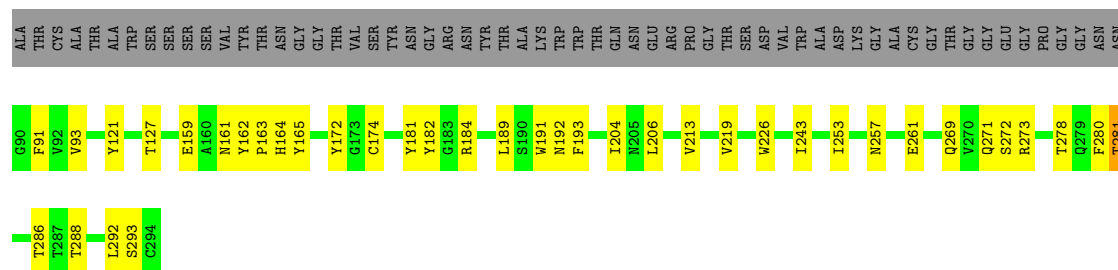 ALA THR CYS ALA THR ALA TRP SER SER SER SER VAL TYR THR ASN GLY GLY THR VAL SER TYR ASN GLY ARG ASN TYR THR ALA LYS TRP TRP THR GLN ASN GLU ARG PRO GLY THR SER ASP VAL TRP ALA ASP LYS GLY ALA CYS GLY THR GLY GLY GLU GLY PRO GLY GLY ASN ASN
G90 F91 V92 V93 Y121 T127 E159 A160 N161 Y162 P163 H164 Y165 Y172 G173 C174 Y181 Y182 G183 R184 L189 S190 W191 N192 F193 I204 N205 L206 V213 V219 W226 I243 I253 N257 E261 Q269 V270 Q271 S272 R273 T278 Q279 F280 T281
T286 T287 T288 L292 S293 C294